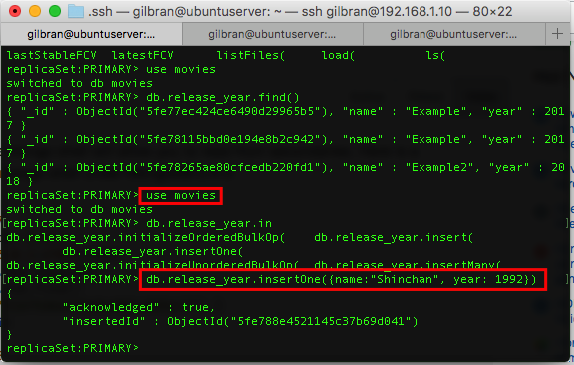 .ssh — gilbran@ubuntuserver: ~ — ssh gilbran@192.168.1.10 — 80×22
gilbran@ubuntuserver:... gilbran@ubuntuserver:... gilbran@ubuntuserver:... +
lastStableFCV latestFCV listFiles( load( ls(
replicaSet:PRIMARY> use movies
switched to db movies
replicaSet:PRIMARY> db.release_year.find()
{ "_id" : ObjectId("5fe77ec424ce6490d29965b5"), "name" : "Example", "year" : 201
7 }
{ "_id" : ObjectId("5fe78115bbd0e194e8b2c942"), "name" : "Example", "year" : 201
7 }
{ "_id" : ObjectId("5fe78265ae80cfcedb220fd1"), "name" : "Example2", "year" : 20
18 }
replicaSet:PRIMARY> use movies
switched to db movies
[replicaSet:PRIMARY> db.release_year.in ]
db.release_year.initializeOrderedBulkOp( db.release_year.insert(
db.release_year.insertOne(
db.release_year.initializeUnorderedBulkOp( db.release_year.insertMany(
[replicaSet:PRIMARY> db.release_year.insertOne({name:"Shinchan", year: 1992}) ]
{
"acknowledged" : true,
"insertedId" : ObjectId("5fe788e4521145c37b69d041")
}
replicaSet:PRIMARY>